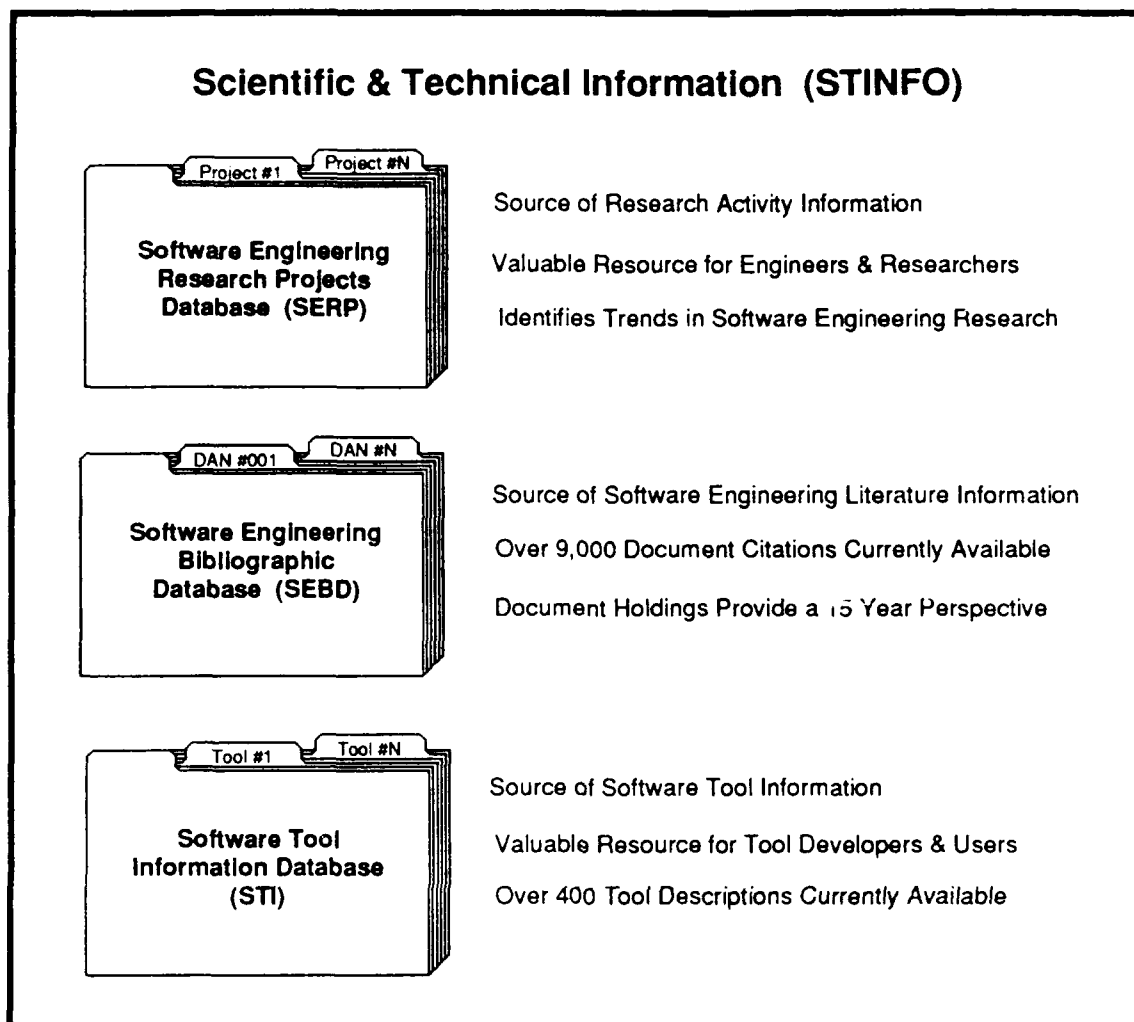 Scientific & Technical Information (STINFO)
Project #1
Project #N
Software Engineering
Research Projects
Database (SERP)
Source of Research Activity Information
Valuable Resource for Engineers & Researchers
Identifies Trends in Software Engineering Research
DAN #001
DAN #N
Software Engineering
Bibliographic
Database (SEBD)
Source of Software Engineering Literature Information
Over 9,000 Document Citations Currently Available
Document Holdings Provide a 15 Year Perspective
Tool #1
Tool #N
Software Tool
Information Database
(STI)
Source of Software Tool Information
Valuable Resource for Tool Developers & Users
Over 400 Tool Descriptions Currently Available